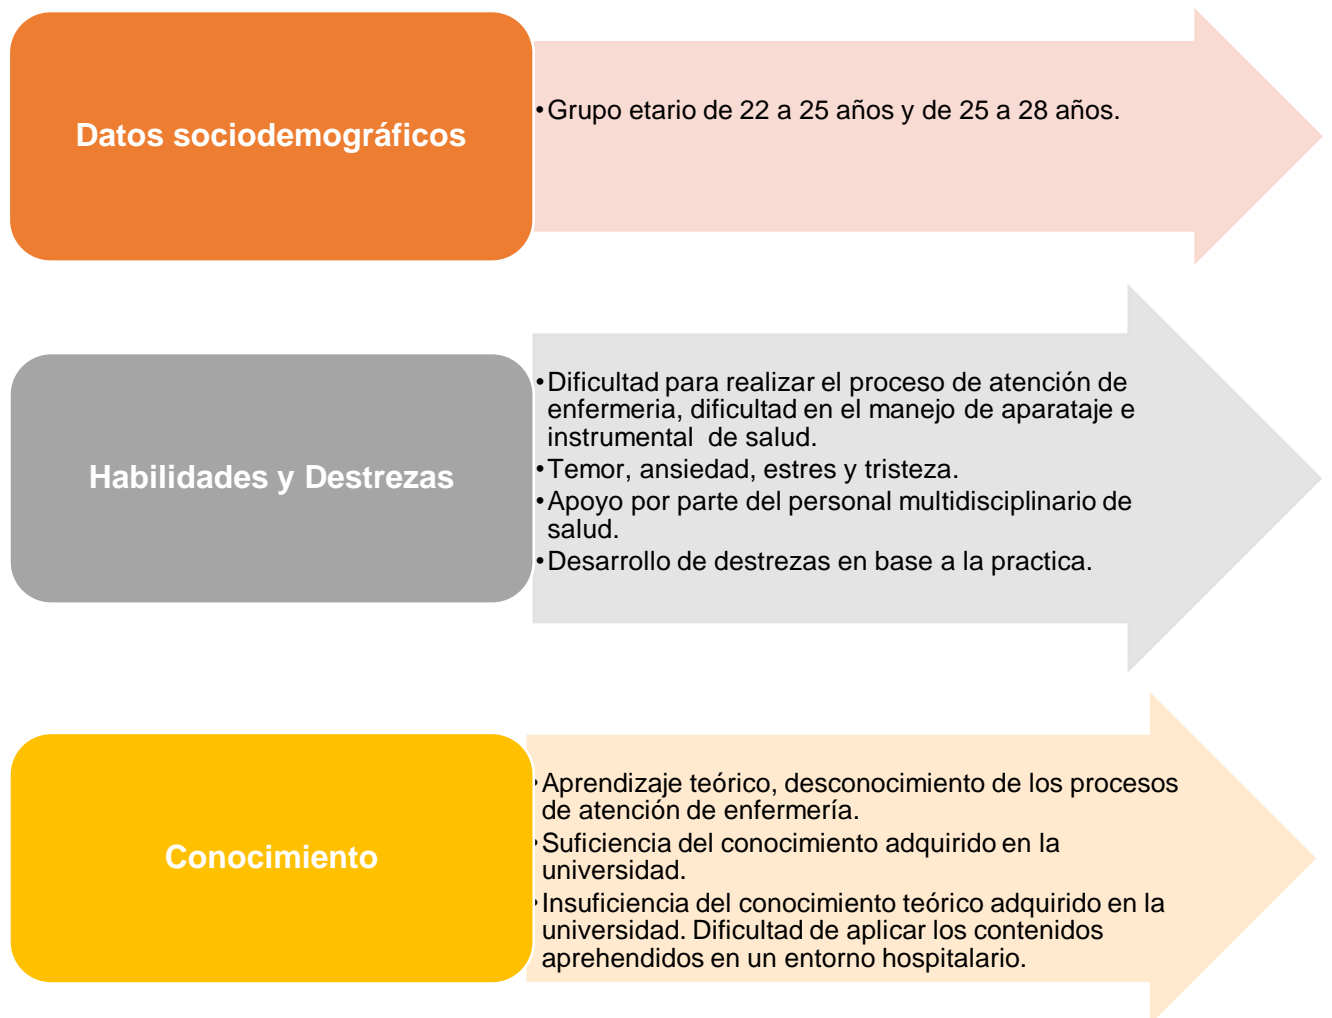 Datos sociodemográficos
•Grupo etario de 22 a 25 años y de 25 a 28 años.
Habilidades y Destrezas
•Dificultad para realizar el proceso de atención de
enfermeria, dificultad en el manejo de aparataje e
instrumental de salud.
•Temor, ansiedad, estres y tristeza.
•Apoyo por parte del personal multidisciplinario de
salud.
•Desarrollo de destrezas en base a la practica.
Conocimiento
•Aprendizaje teórico, desconocimiento de los procesos
de atención de enfermería.
•Suficiencia del conocimiento adquirido en la
universidad.
•Insuficiencia del conocimiento teórico adquirido en la
universidad. Dificultad de aplicar los contenidos
aprehendidos en un entorno hospitalario.